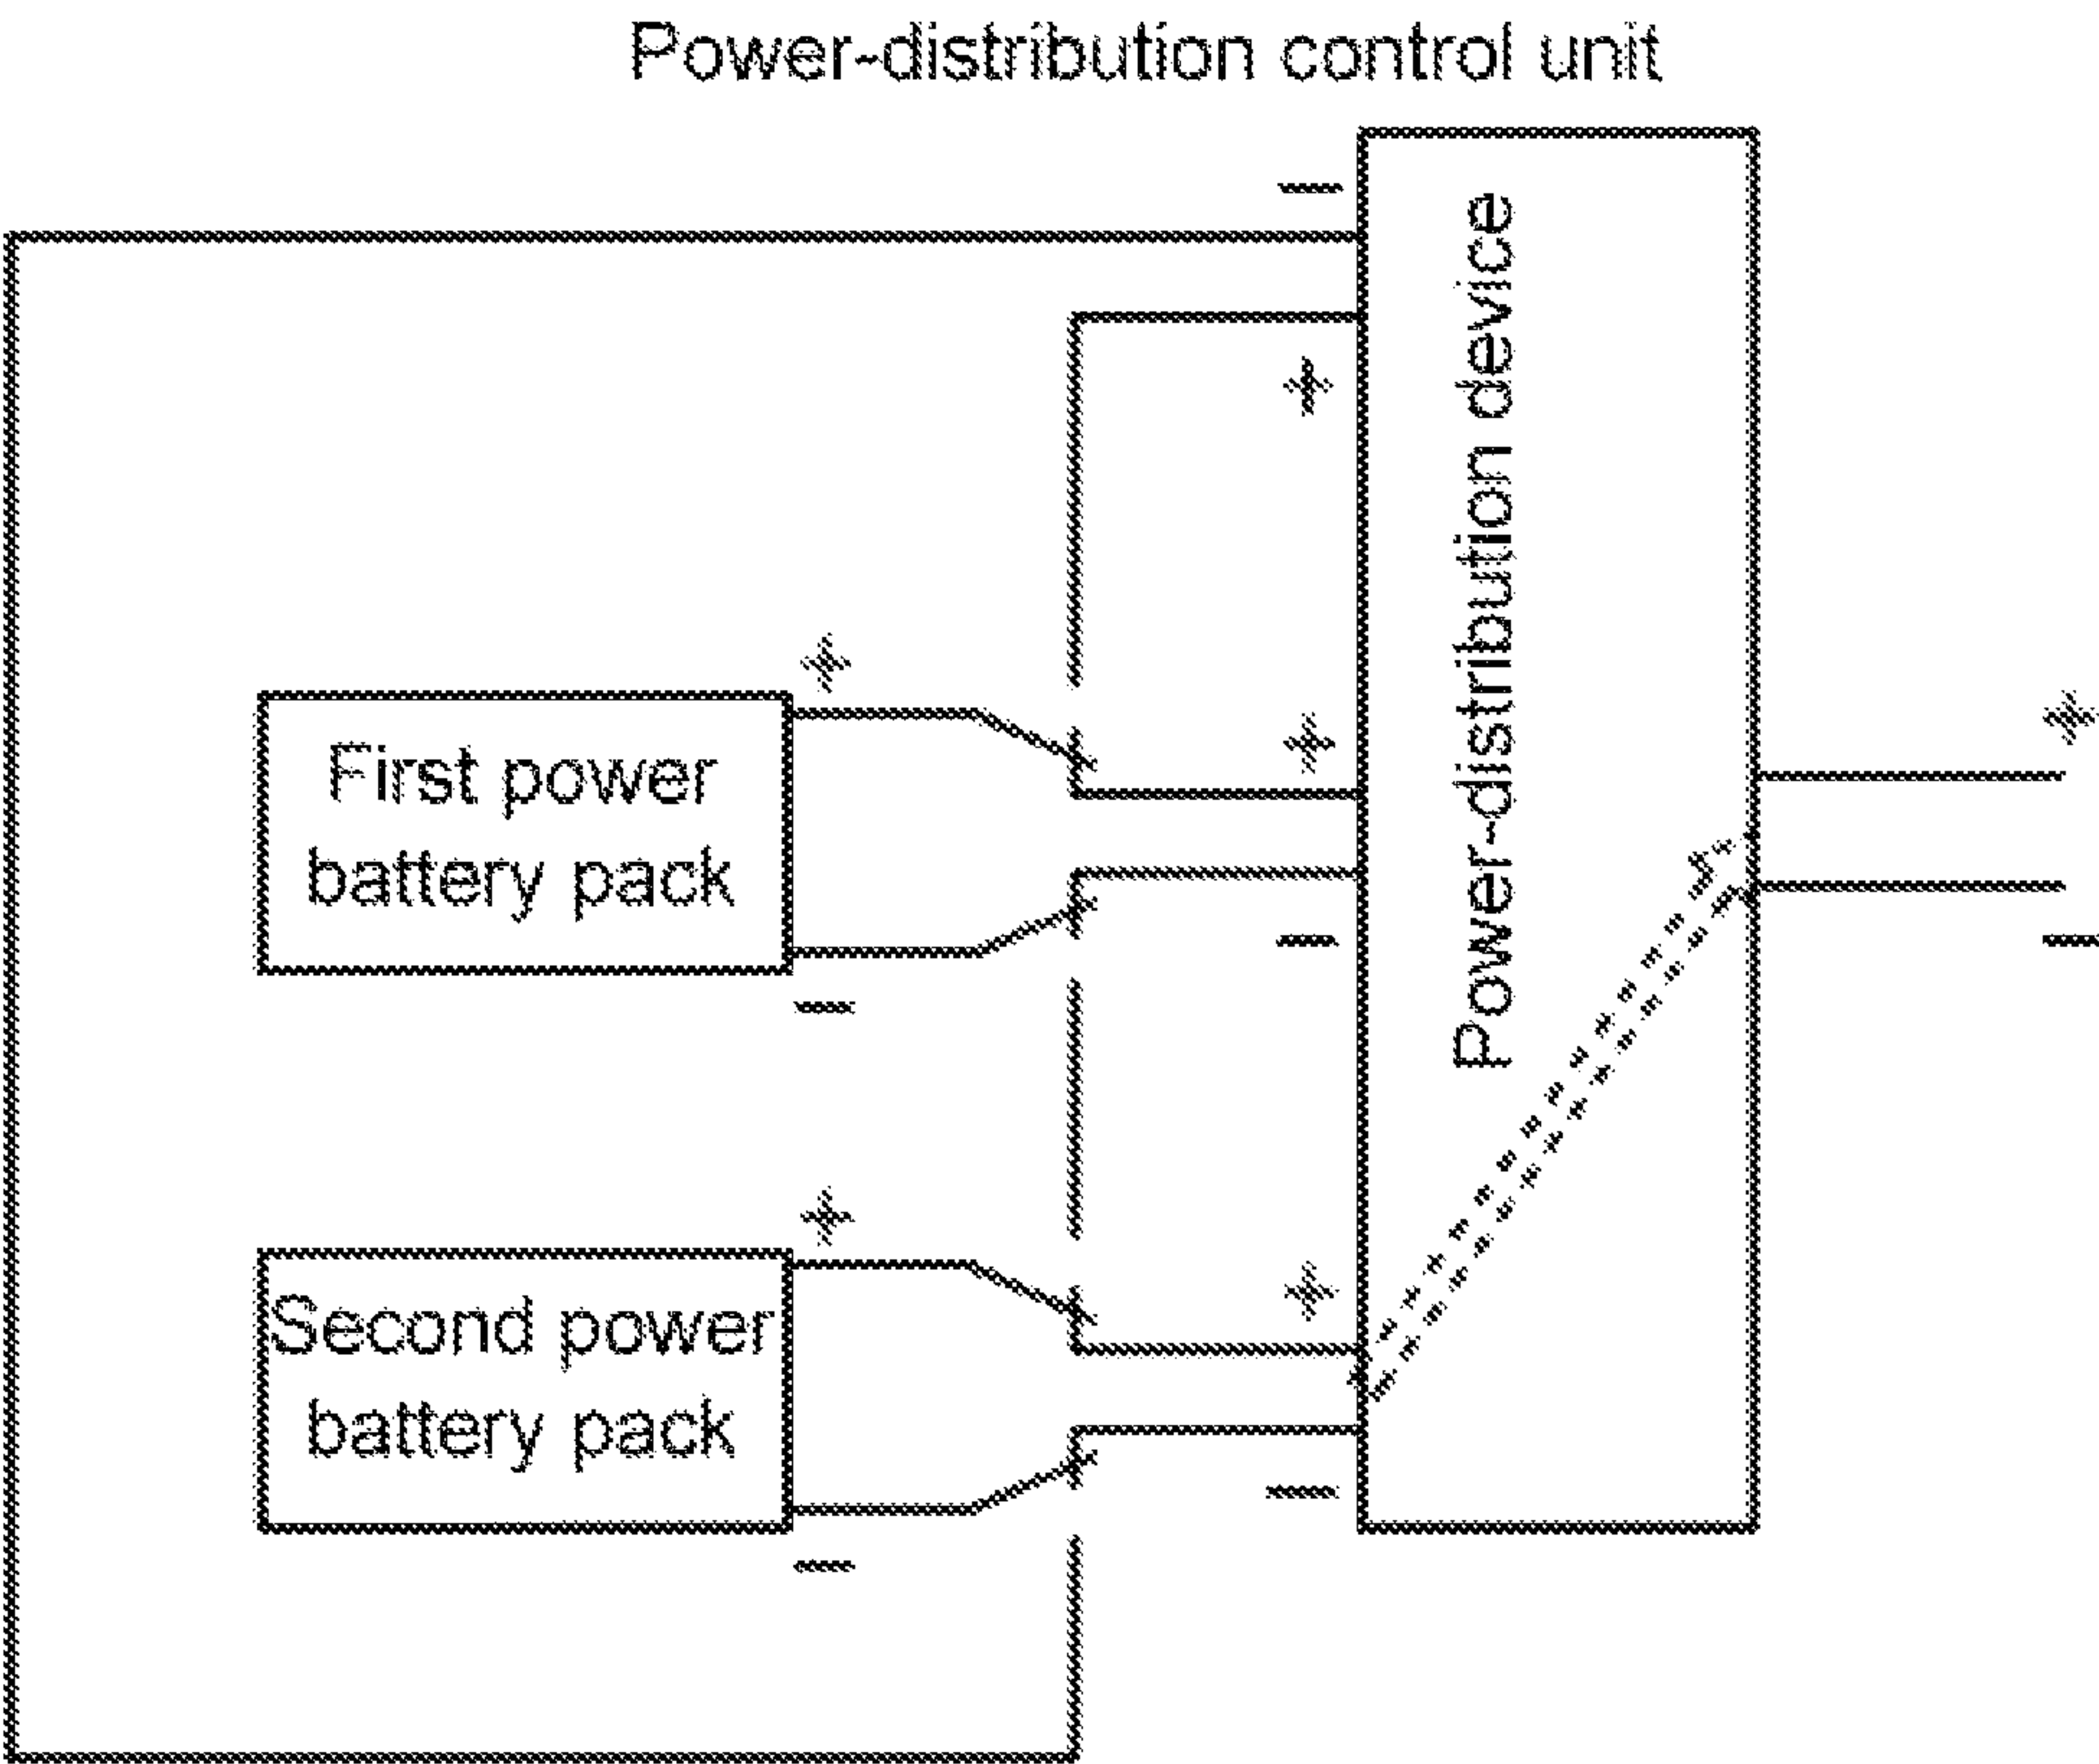 Power-distribution control unit
Power-distribution device
+
First power
battery pack
+
Second power
battery pack